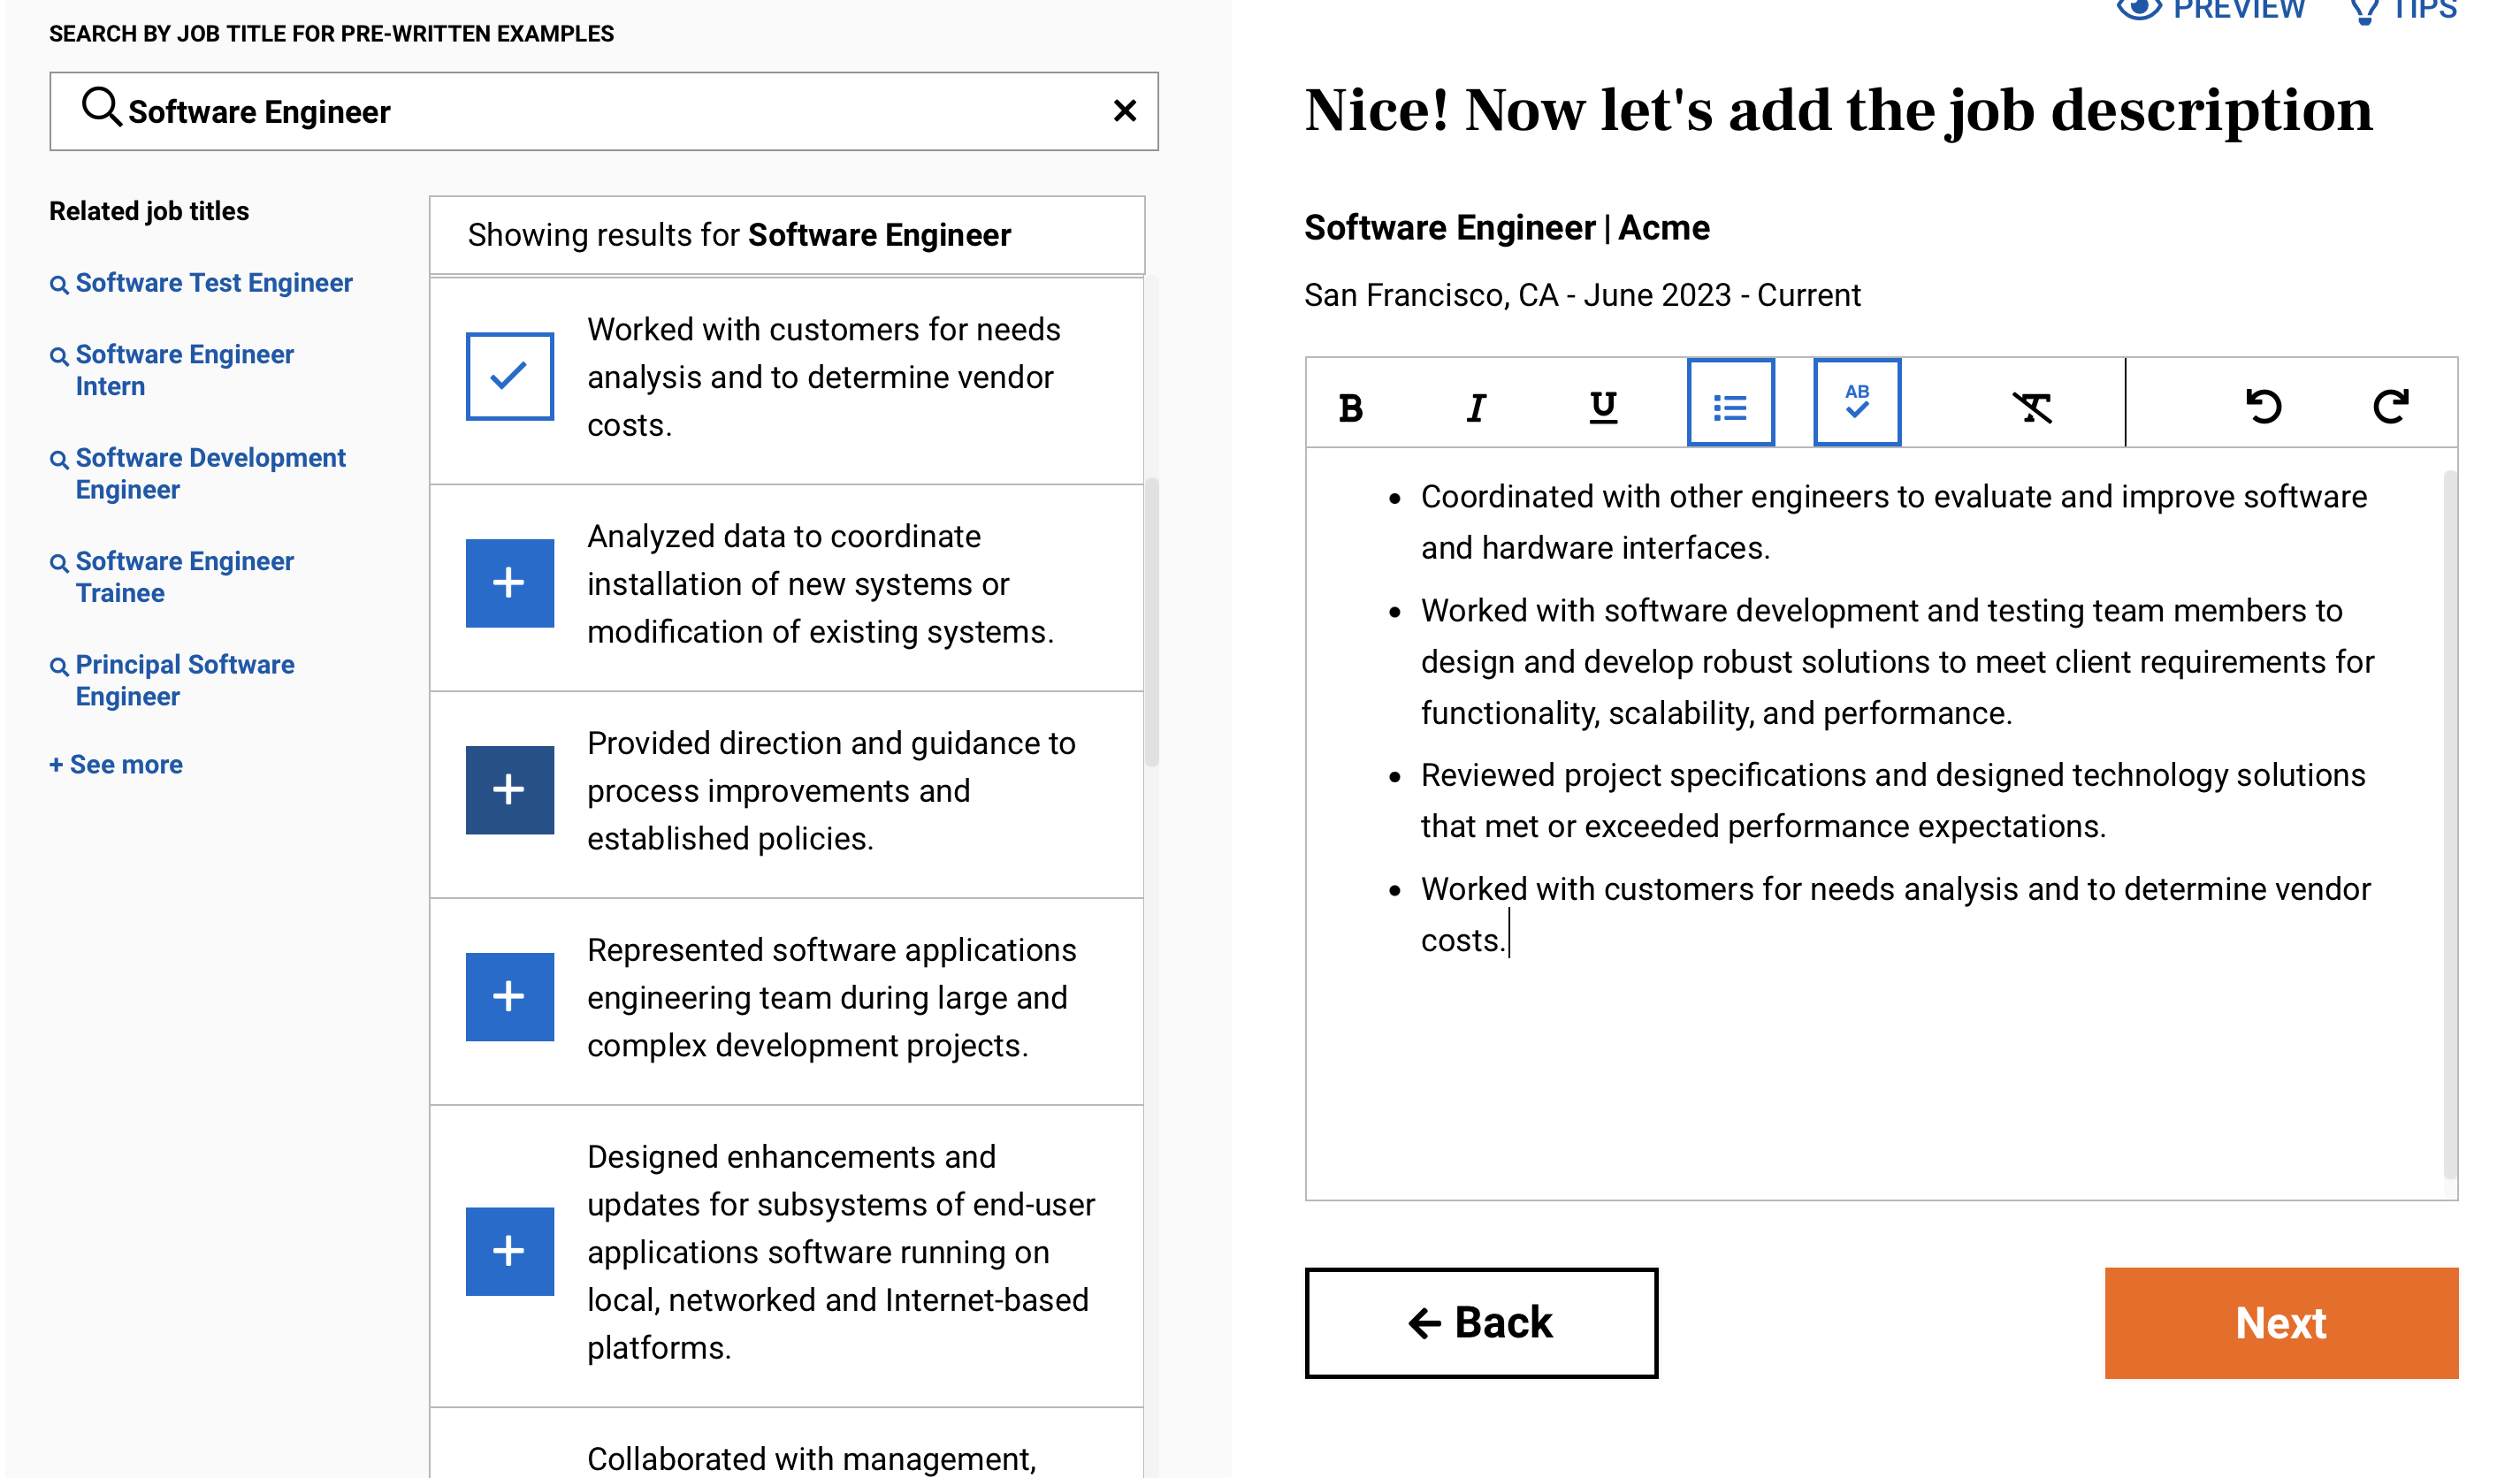 SEARCH BY JOB TITLE FOR PRE-WRITTEN EXAMPLES
Software Engineer
Related job titles
Software Test Engineer
Software Engineer
Intern
Software Development
Engineer
Software Engineer
Trainee
Principal Software
Engineer
+ See more
Showing results for Software Engineer
Worked with customers for needs
analysis and to determine vendor
costs.
Analyzed data to coordinate
installation of new systems or
modification of existing systems.
Provided direction and guidance to
process improvements and
established policies.
Represented software applications
engineering team during large and
complex development projects.
Designed enhancements and
updates for subsystems of end-user
applications software running on
local, networked and Internet-based
platforms.
Collaborated with management,
PREVIEW
TIPS
Nice! Now let's add the job description
Software Engineer | Acme
San Francisco, CA - June 2023 - Current
B I U AB
• Coordinated with other engineers to evaluate and improve software
and hardware interfaces.
• Worked with software development and testing team members to
design and develop robust solutions to meet client requirements for
functionality, scalability, and performance.
• Reviewed project specifications and designed technology solutions
that met or exceeded performance expectations.
• Worked with customers for needs analysis and to determine vendor
costs.
← Back
Next